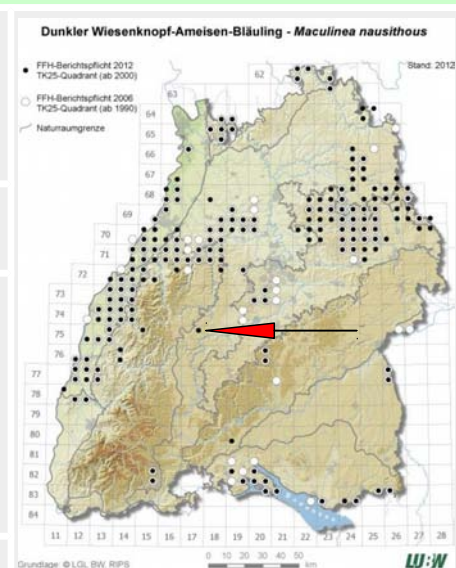 Dunkler Wiesenknopf-Ameisen-Bläuling - Maculinea nausithous
FFH-Berichtspflicht 2012
TK25-Quadrant (ab 2000)
FFH-Berichtspflicht 2006
TK25-Quadrant (ab 1990)
Naturraumgrenze
Stand: 2012
62
64
65
66
67
68
69
70
71
72
73
74
75
76
77
78
80
81
82
83
84
11 12 13 14 15 16 17 18 19 20 21 22 23 24 25 26 27 28
0 10 20 30 40 50
km
Grundlage: © LGL BW, RIPS
LUBW